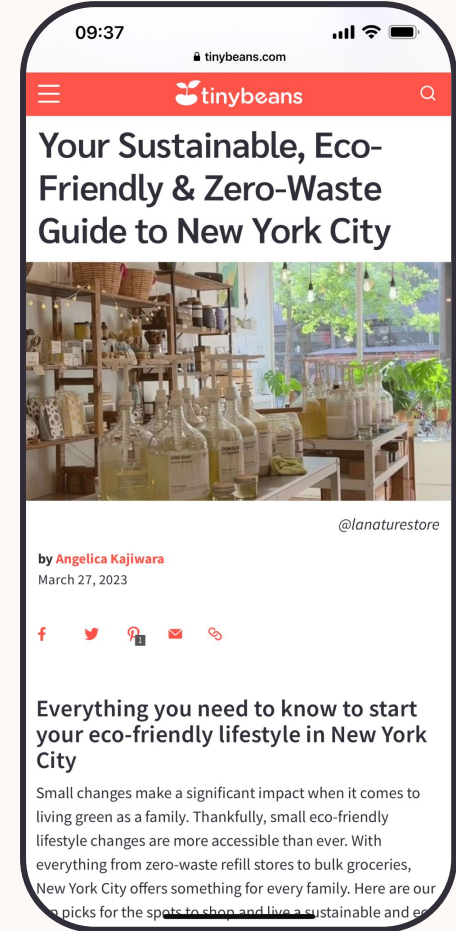 09:37
tinybeans.com
tinybeans
Your Sustainable, Eco-
Friendly & Zero-Waste
Guide to New York City
@lanaturestore
by Angelica Kajiwara
March 27, 2023
1
Everything you need to know to start
your eco-friendly lifestyle in New York
City
Small changes make a significant impact when it comes to
living green as a family. Thankfully, small eco-friendly
lifestyle changes are more accessible than ever. With
everything from zero-waste refill stores to bulk groceries,
New York City offers something for every family. Here are our
picks for the spots to shop and live a sustainable and